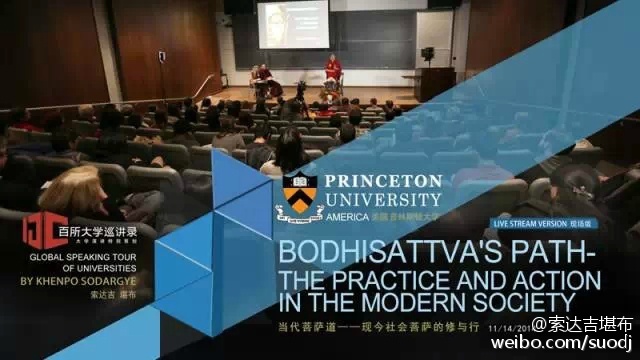 PRINCETON
UNIVERSITY
AMERICA 美国 普林斯顿大学
百所大学巡讲录
GLOBAL SPEAKING TOUR
OF UNIVERSITIES
BY KHENPO SODARGYE
索达吉 堪布
LIVE STREAM VERSION 现场版
BODHISATTVA'S PATH-
THE PRACTICE AND ACTION
IN THE MODERN SOCIETY
当代菩萨道——现今社会菩萨的修与行
11/14/201
@索达吉堪布
weibo.com/suodj